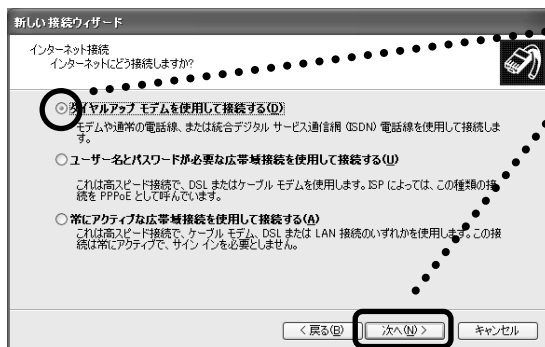 新しい接続ウィザード
インターネット接続
インターネットにどう接続しますか?
ダイヤルアップ モデムを使用して接続する(D)
モデムや通常の電話線、または統合デジタル サービス通信網 (ISDN) 電話線を使用して接続しま
す。
ユーザー名とパスワードが必要な広帯域接続を使用して接続する(U)
これは高スピード接続で、DSL またはケーブル モデムを使用します。ISP によっては、この種類の接
続を PPPoE として呼んでいます。
常にアクティブな広帯域接続を使用して接続する(A)
これは高スピード接続で、ケーブル モデム、DSL または LAN 接続のいずれかを使用します。この接
続は常にアクティブで、サイン インを必要としません。
< 戻る(B)
次へ(N) >
キャンセル